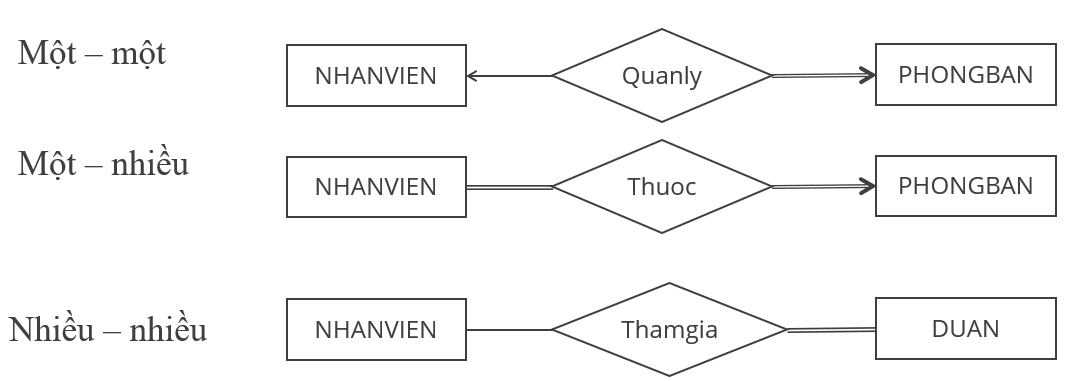 Một – một
NHANVIEN Quanly PHONGBAN
Một – nhiều
NHANVIEN Thuoc PHONGBAN
Nhiều – nhiều
NHANVIEN Thamgia DUAN